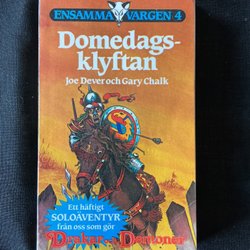 ENSAMMA VARGEN 4
Domedags-
klyftan
Joe Dever och Gary Chalk
Ett häftigt
SOLOÄVENTYR
från oss som gör
Drakar och Demoner